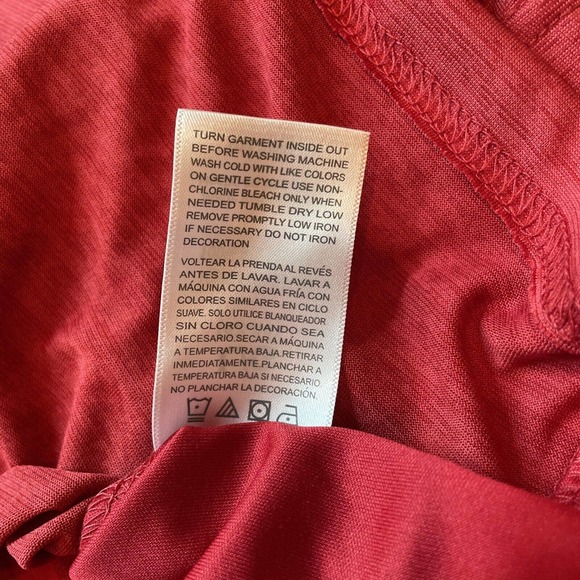 TURN GARMENT INSIDE OUT
BEFORE WASHING MACHINE
WASH COLD WITH LIKE COLORS
ON GENTLE CYCLE USE NON-
CHLORINE BLEACH ONLY WHEN
NEEDED TUMBLE DRY LOW
REMOVE PROMPTLY LOW IRON
IF NECESSARY DO NOT IRON
DECORATION
VOLTEAR LA PRENDA AL REVÉS
ANTES DE LAVAR. LAVAR A
MÁQUINA CON AGUA FRÍA CON
COLORES SIMILARES EN CICLO
SUAVE. SOLO UTILICE BLANQUEADOR
SIN CLORO CUANDO SEA
NECESARIO.SECAR A MÁQUINA
A TEMPERATURA BAJA.RETIRAR
INMEDIATAMENTE.PLANCHAR A
TEMPERATURA BAJA SI NECESARIO
NO PLANCHAR LA DECORACIÓN.